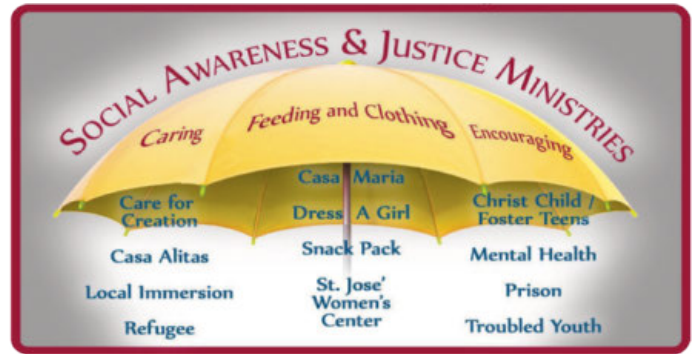 SOCIAL AWARENESS & JUSTICE MINISTRIES
Caring
Feeding and Clothing
Encouraging
Care for
Creation
Casa Alitas
Local Immersion
Refugee
Casa Maria
Dress A Girl
Snack Pack
St. Jose'
Women's
Center
Christ Child /
Foster Teens
Mental Health
Prison
Troubled Youth